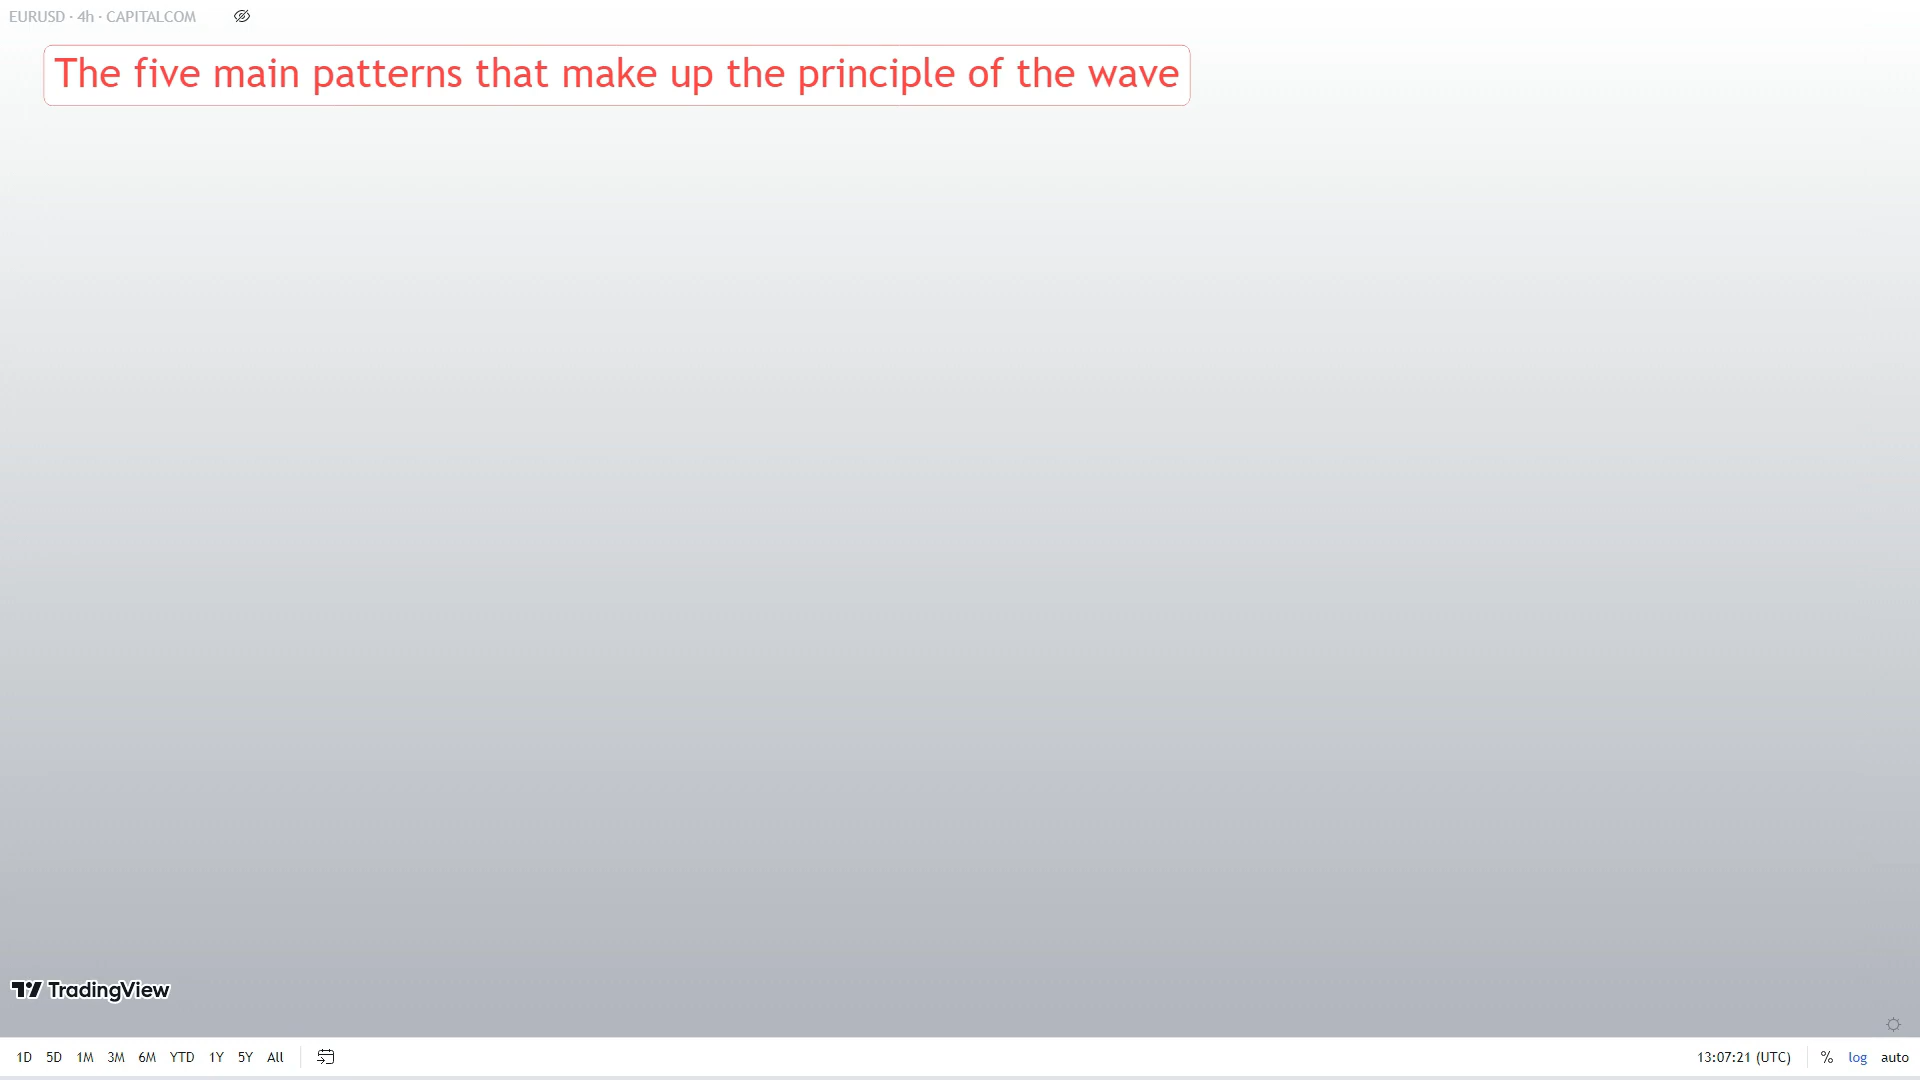 EURUSD · 4h · CAPITALCOM
The five main patterns that make up the principle of the wave
TradingView
1D 5D 1M 3M 6M YTD 1Y 5Y All 13:07:21 (UTC) % log auto